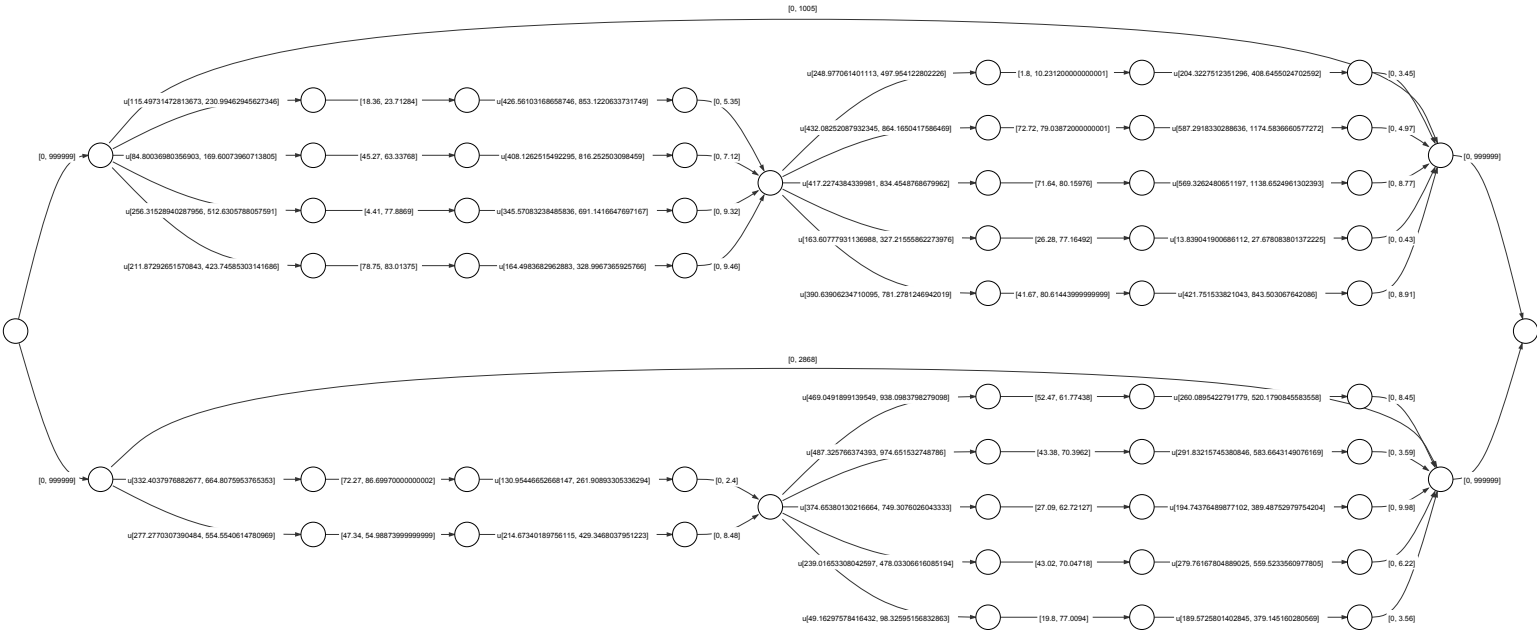 [0, 1005]
u[248.977061401113, 497.954122802226]
[1.8, 10.231200000000001]
u[204.3227512351296, 408.6455024702592]
[0, 3.45]
u[115.49731472813673, 230.99462945627346]
[18.36, 23.71284]
u[426.56103168658746, 853.1220633731749]
[0, 5.35]
u[432.08252087932345, 864.1650417586469]
[72.72, 79.03872000000001]
u[587.2918330288636, 1174.5836660577272]
[0, 4.97]
[0, 999999]
u[84.80036980356903, 169.60073960713805]
[45.27, 63.33768]
u[408.1262515492295, 816.252503098459]
[0, 7.12]
[0, 999999]
u[417.2274384339981, 834.4548768679962]
[71.64, 80.15976]
u[569.3262480651197, 1138.6524961302393]
[0, 8.77]
u[256.31528940287956, 512.6305788057591]
[4.41, 77.8869]
u[345.57083238485836, 691.1416647697167]
[0, 9.32]
u[163.60777931136988, 327.21555862273976]
[26.28, 77.16492]
u[13.839041900686112, 27.678083801372225]
[0, 0.43]
u[211.87292651570843, 423.74585303141686]
[78.75, 83.01375]
u[164.4983682962883, 328.9967365925766]
[0, 9.46]
u[390.63906234710095, 781.2781246942019]
[41.67, 80.61443999999999]
u[421.751533821043, 843.503067642086]
[0, 8.91]
[0, 2868]
u[469.0491899139549, 938.0983798279098]
[52.47, 61.77438]
u[260.0895422791779, 520.1790845583558]
[0, 8.45]
u[487.325766374393, 974.651532748786]
[43.38, 70.3962]
u[291.83215745380846, 583.6643149076169]
[0, 3.59]
[0, 999999]
u[332.4037976882677, 664.8075953765353]
[72.27, 86.69970000000002]
u[130.95446652668147, 261.90893305336294]
[0, 2.4]
[0, 999999]
u[374.65380130216664, 749.3076026043333]
[27.09, 62.72127]
u[194.74376489877102, 389.48752979754204]
[0, 9.98]
u[277.2770307390484, 554.5540614780969]
[47.34, 54.98873999999999]
u[214.67340189756115, 429.3468037951223]
[0, 8.48]
u[239.01653308042597, 478.03306616085194]
[43.02, 70.04718]
u[279.76167804889025, 559.5233560977805]
[0, 6.22]
u[49.16297578416432, 98.32595156832863]
[19.8, 77.0094]
u[189.5725801402845, 379.145160280569]
[0, 3.56]